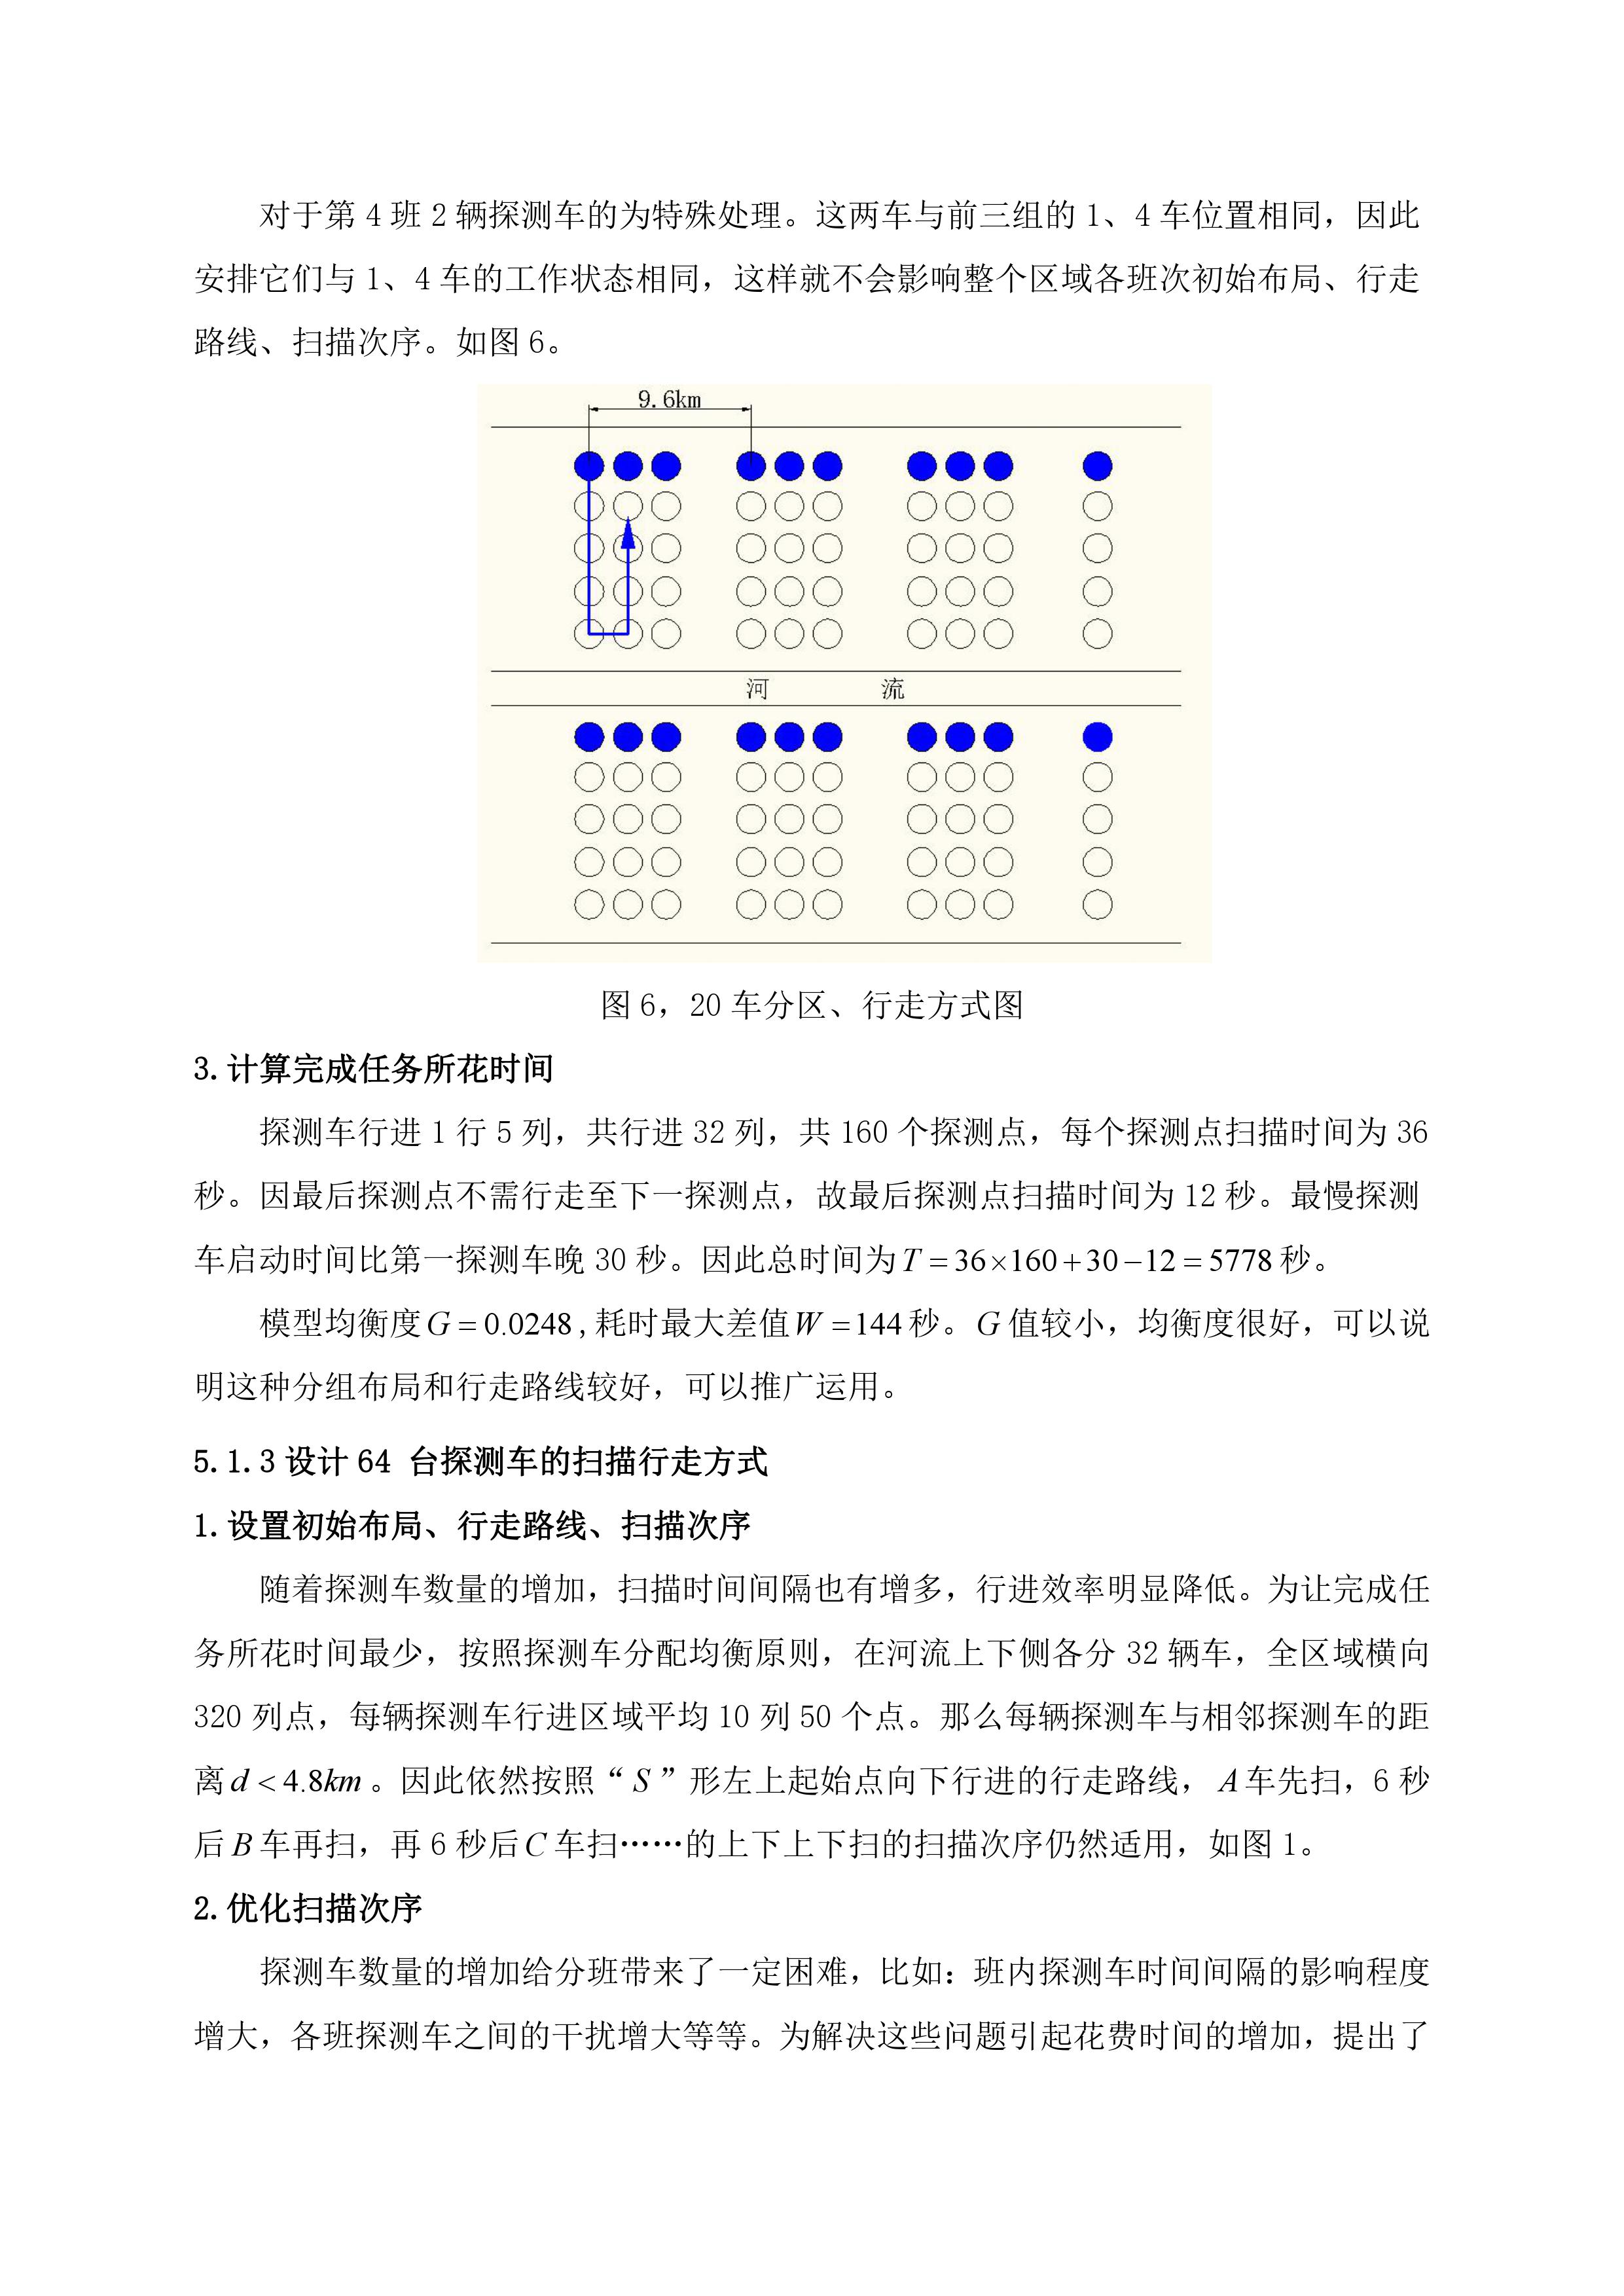 对于第 4 班 2 辆探测车的为特殊处理。这两车与前三组的 1、4 车位置相同，因此
安排它们与 1、4 车的工作状态相同，这样就不会影响整个区域各班次初始布局、行走
路线、扫描次序。如图 6。
9.6km
河 流
图 6，20 车分区、行走方式图
3.计算完成任务所花时间
探测车行进 1 行 5 列，共行进 32 列，共 160 个探测点，每个探测点扫描时间为 36
秒。因最后探测点不需行走至下一探测点，故最后探测点扫描时间为 12 秒。最慢探测
车启动时间比第一探测车晚 30 秒。因此总时间为 T = 36×160+30−12 = 5778 秒。
模型均衡度 G = 0.0248，耗时最大差值 W =144 秒。G 值较小，均衡度很好，可以说
明这种分组布局和行走路线较好，可以推广运用。
5.1.3 设计 64 台探测车的扫描行走方式
1.设置初始布局、行走路线、扫描次序
随着探测车数量的增加，扫描时间间隔也有增多，行进效率明显降低。为让完成任
务所花时间最少，按照探测车分配均衡原则，在河流上下侧各分 32 辆车，全区域横向
320 列点，每辆探测车行进区域平均 10 列 50 个点。那么每辆探测车与相邻探测车的距
离 d < 4.8km 。因此依然按照“ S ”形左上起始点向下行进的行走路线， A 车先扫，6 秒
后 B 车再扫，再 6 秒后 C 车扫……的上下上下扫的扫描次序仍然适用，如图 1。
2.优化扫描次序
探测车数量的增加给分班带来了一定困难，比如：班内探测车时间间隔的影响程度
增大，各班探测车之间的干扰增大等等。为解决这些问题引起花费时间的增加，提出了